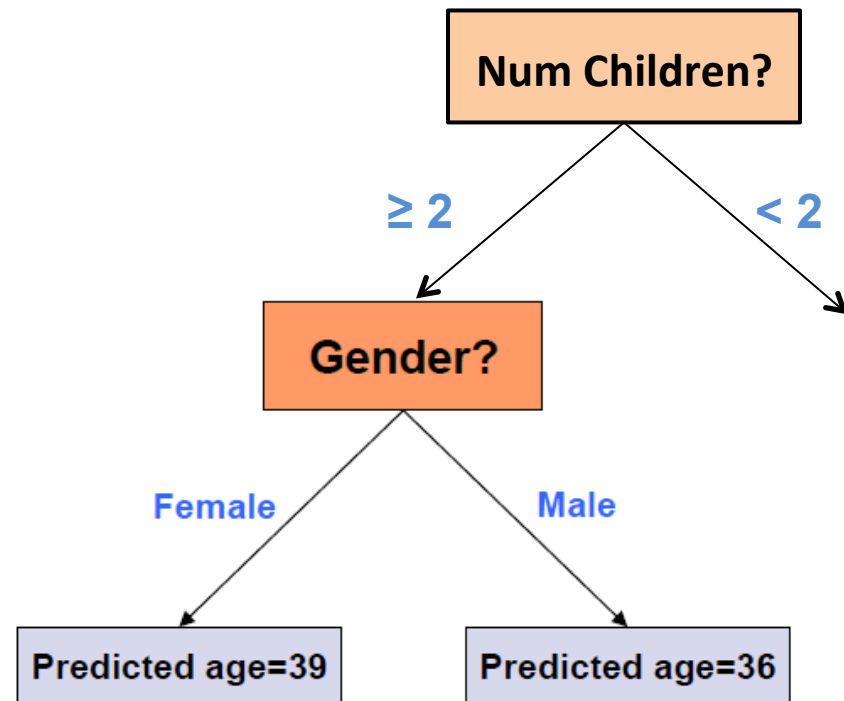 Num Children?
≥ 2
< 2
Gender?
Female
Male
Predicted age=39
Predicted age=36